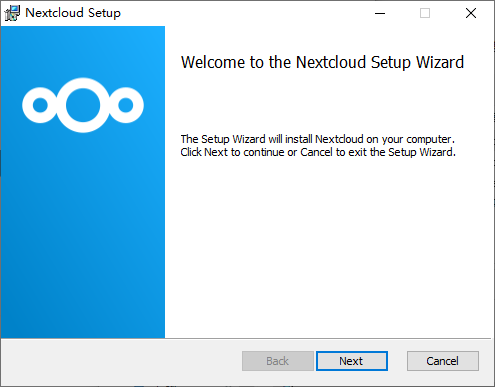 Nextcloud Setup
Welcome to the Nextcloud Setup Wizard
The Setup Wizard will install Nextcloud on your computer.
Click Next to continue or Cancel to exit the Setup Wizard.
Back
Next
Cancel